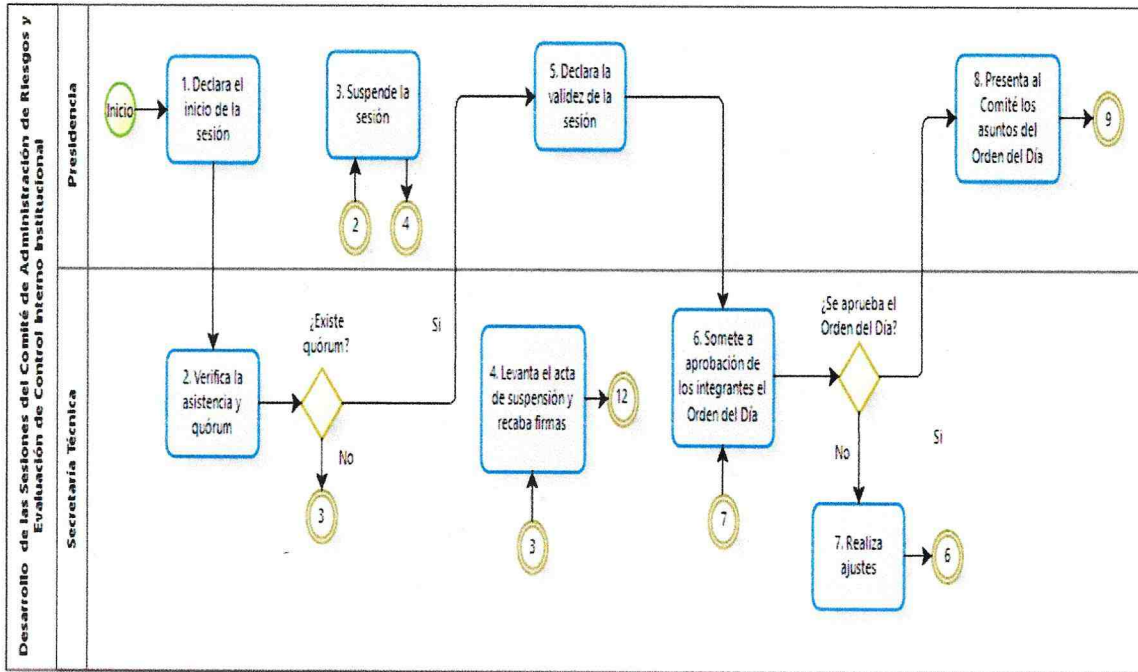 Desarrollo de las Sesiones del Comité de Administración de Riesgos y
Evaluación de Control Interno Institucional
Presidencia
Inicio
1. Declara el
inicio de la
sesión
3. Suspende la
sesión
2
4
5. Declara la
validez de la
sesión
8. Presenta al
Comité los
asuntos del
Orden del Día
9
Secretaría Técnica
2. Verifica la
asistencia y
quórum
¿Existe
quórum?
Sí
No
3
4. Levanta el acta
de suspensión y
recaba firmas
12
3
6. Somete a
aprobación de
los integrantes el
Orden del Día
7
¿Se aprueba el
Orden del Día?
Sí
No
7. Realiza
ajustes
6